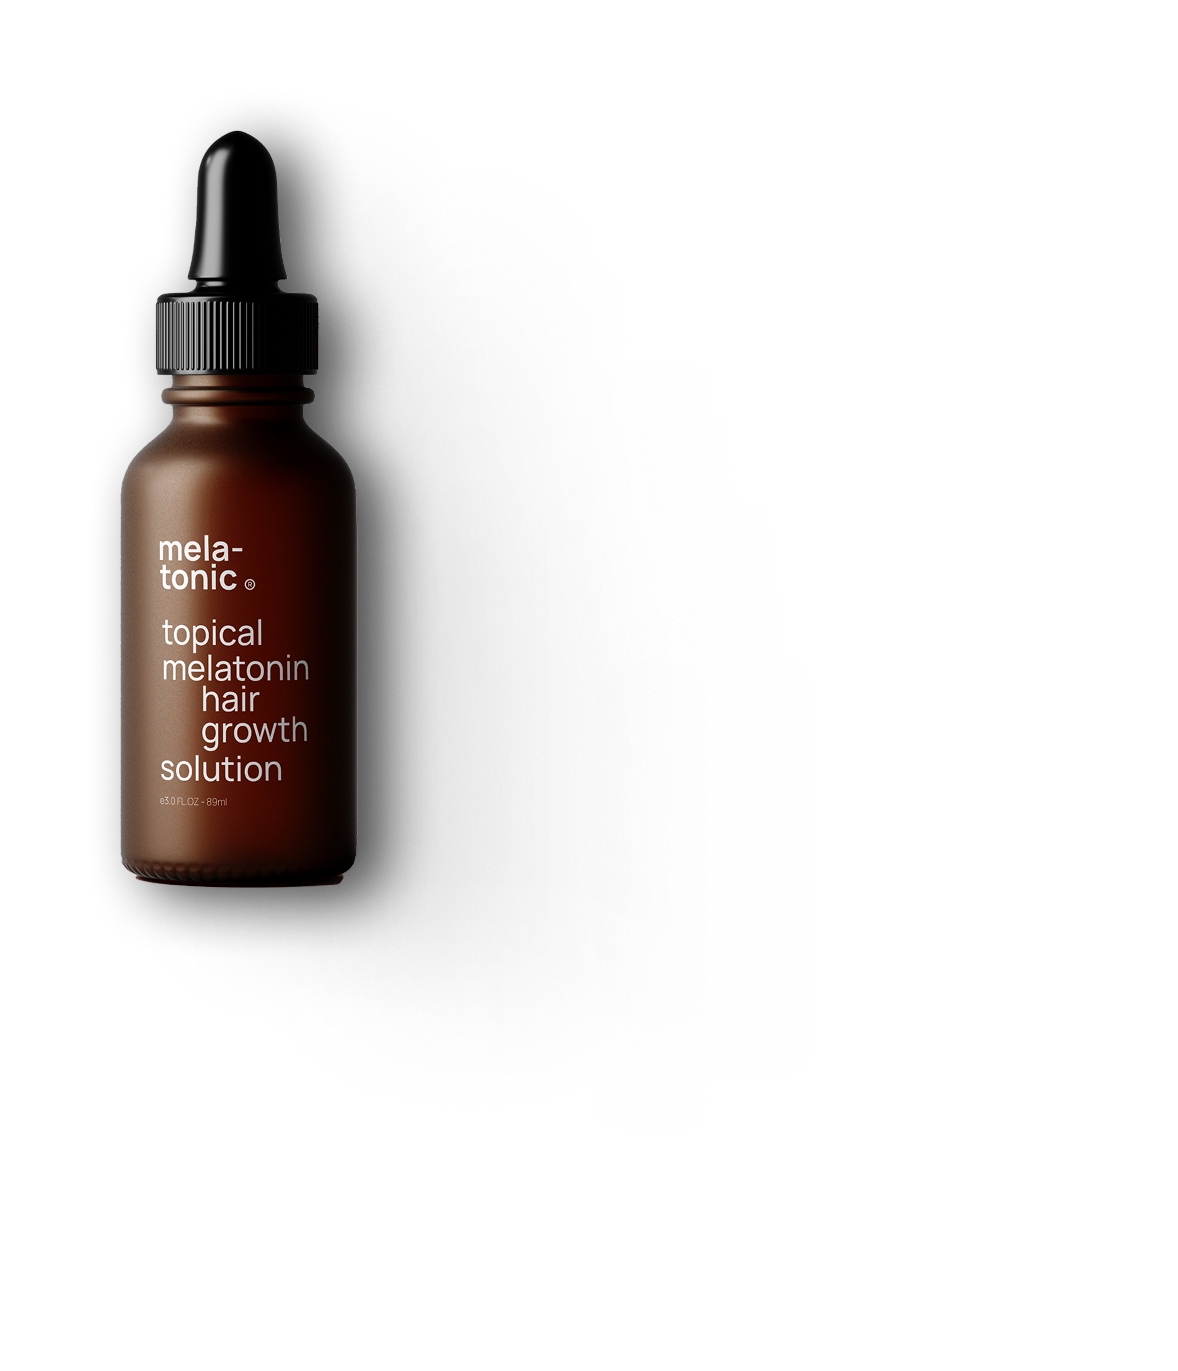 mela-
tonic ®
topical
melatonin
hair
growth
solution
e3.0 FL.OZ - 89ml